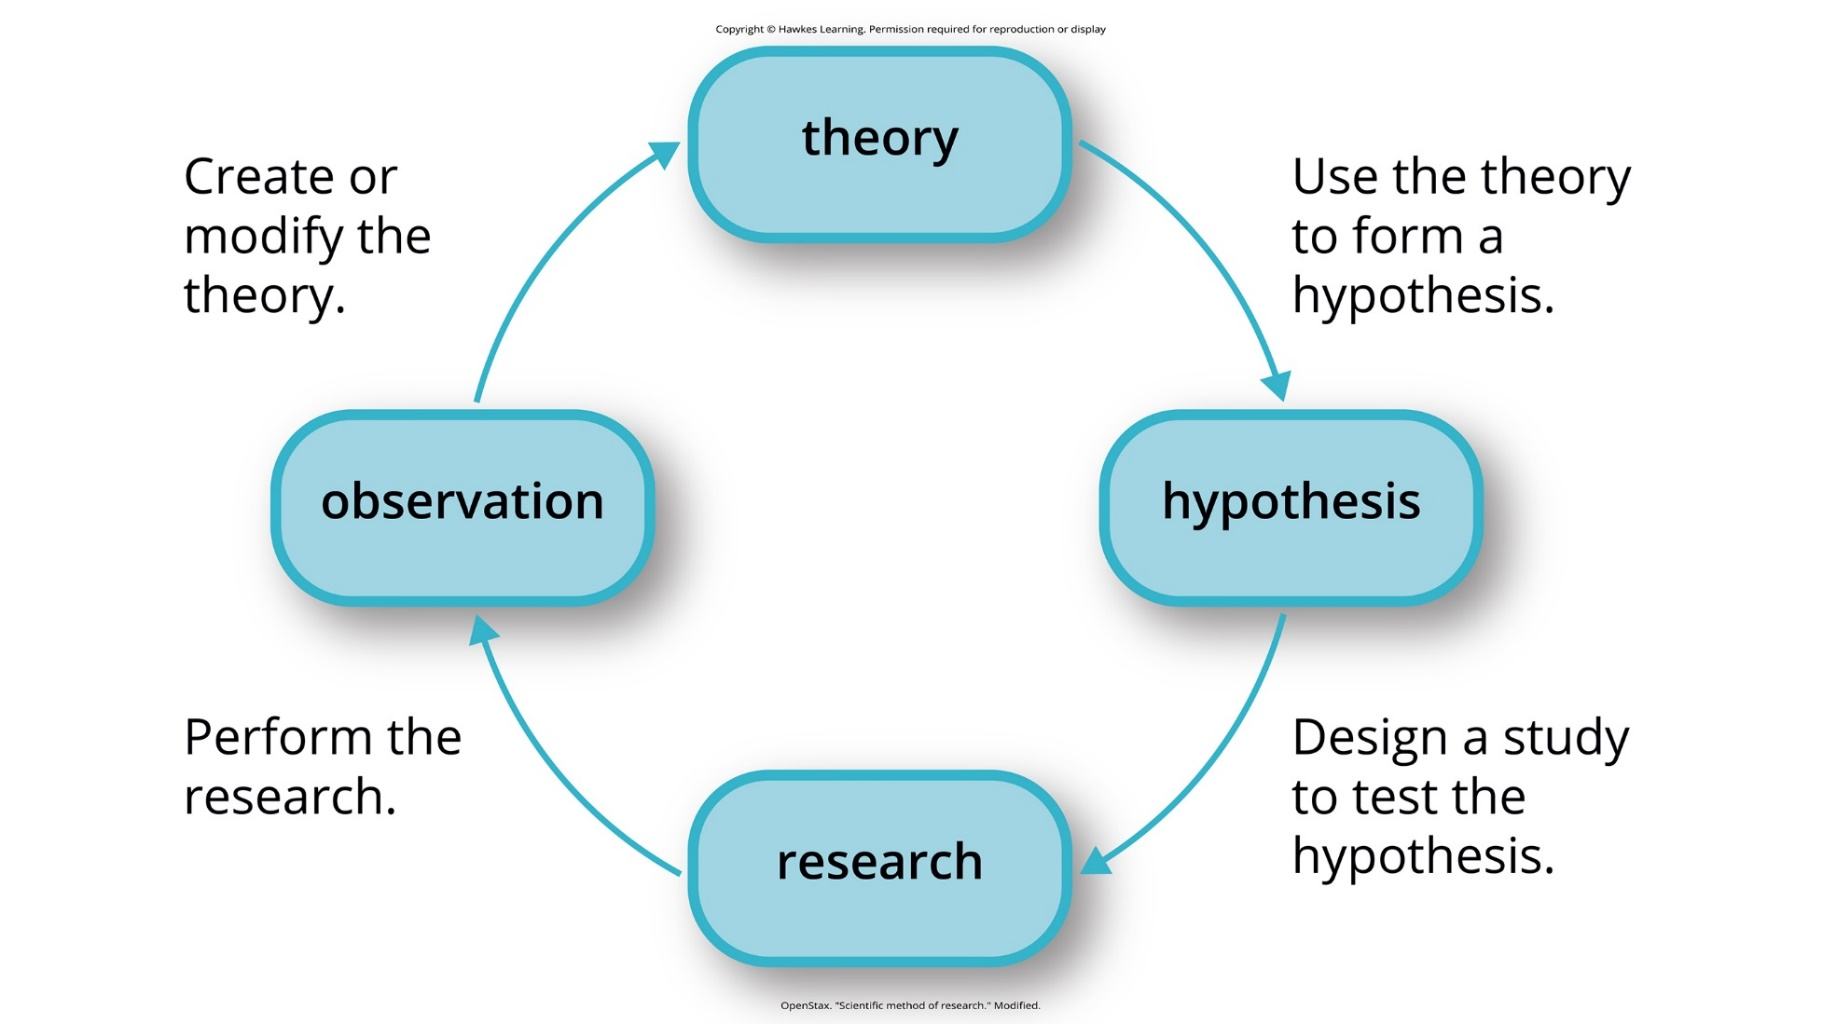 Copyright © Hawkes Learning. Permission required for reproduction or display
theory
Create or
modify the
theory.
Use the theory
to form a
hypothesis.
observation
hypothesis
Perform the
research.
Design a study
to test the
hypothesis.
research
OpenStax. "Scientific method of research." Modified.